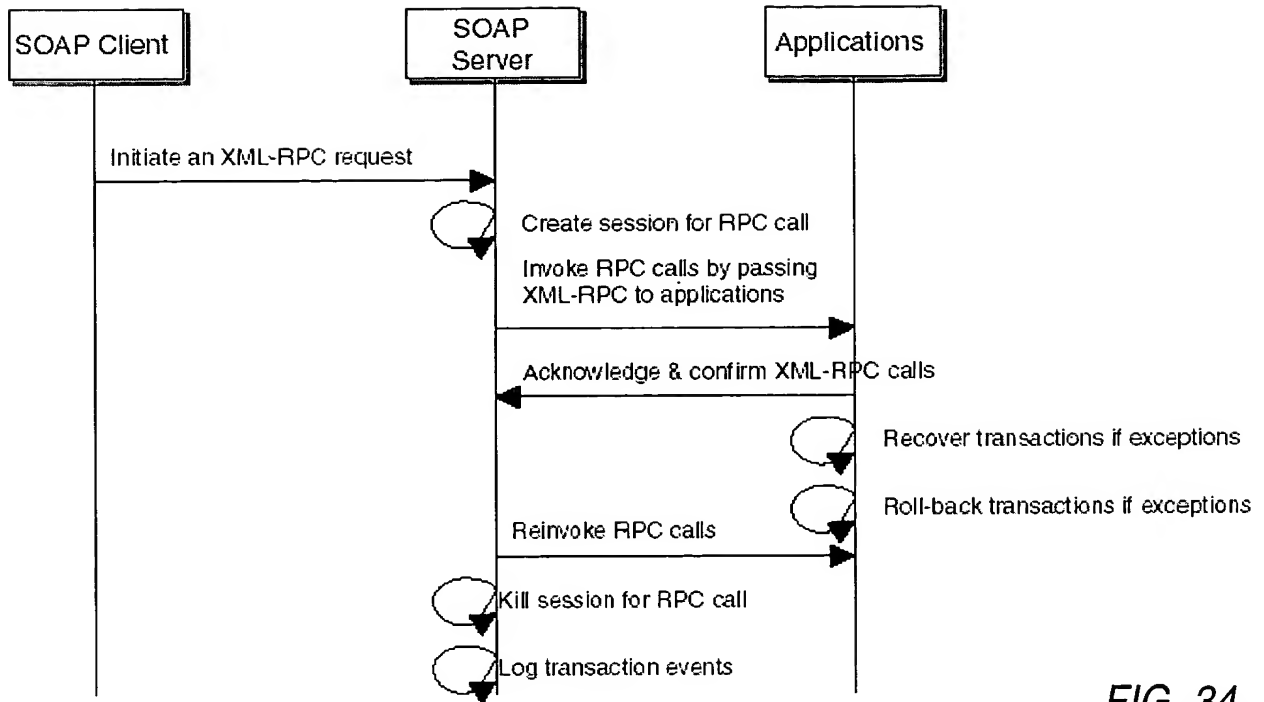 SOAP Client
SOAP
Server
Applications
Initiate an XML-RPC request
Create session for RPC call
Invoke RPC calls by passing
XML-RPC to applications
Acknowledge & confirm XML-RPC calls
Recover transactions if exceptions
Roll-back transactions if exceptions
Reinvoke RPC calls
Kill session for RPC call
Log transaction events
FIG. 34